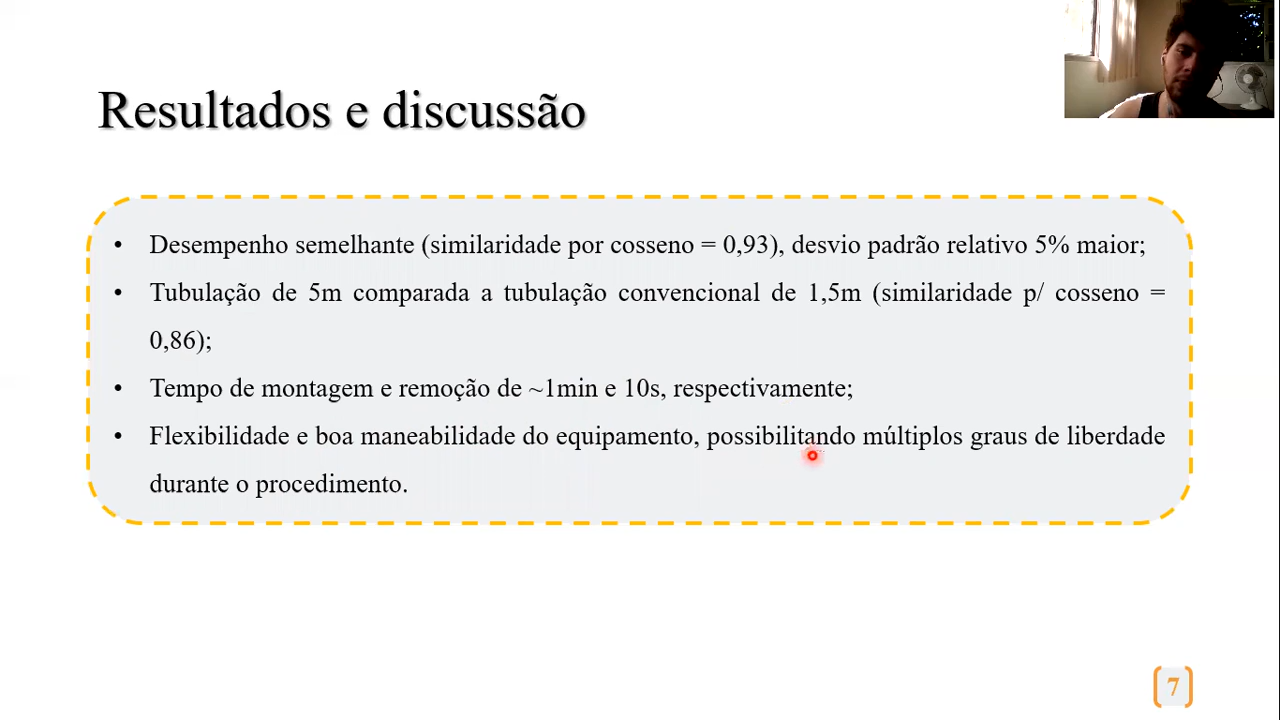 Resultados e discussão
• Desempenho semelhante (similaridade por cosseno = 0,93), desvio padrão relativo 5% maior;
• Tubulação de 5m comparada a tubulação convencional de 1,5m (similaridade p/ cosseno =
0,86);
• Tempo de montagem e remoção de ~1min e 10s, respectivamente;
• Flexibilidade e boa maneabilidade do equipamento, possibilitando múltiplos graus de liberdade
durante o procedimento.
7